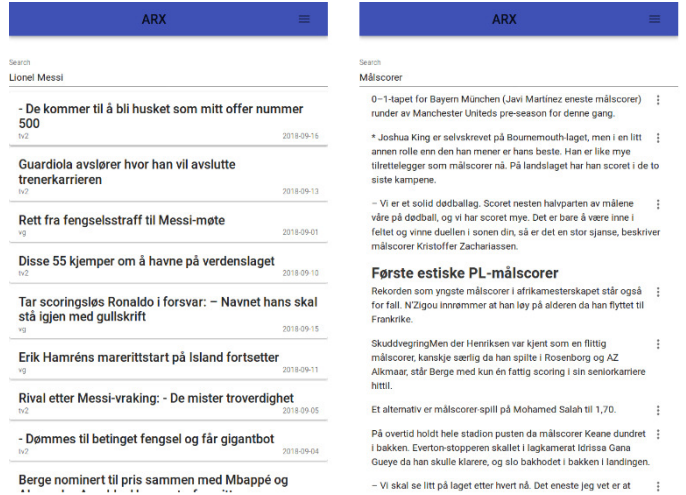 ARX
Search
Lionel Messi
- De kommer til å bli husket som mitt offer nummer
500
tv2 2018-09-16
Guardiola avslører hvor han vil avslutte
trenerkarrieren
tv2 2018-09-13
Rett fra fengselsstraff til Messi-møte
vg 2018-09-01
Disse 55 kjemper om å havne på verdenslaget
tv2 2018-09-10
Tar scoringsløs Ronaldo i forsvar: – Navnet hans skal
stå igjen med gullskrift
vg 2018-09-15
Erik Hamréns marerittstart på Island fortsetter
vg 2018-09-11
Rival etter Messi-vraking: - De mister troverdighet
tv2 2018-09-05
- Dømmes til betinget fengsel og får gigantbot
tv2 2018-09-04
Berge nominert til pris sammen med Mbappé og
ARX
Search
Målscorer
0–1-tapet for Bayern München (Javi Martínez eneste målscorer)
runder av Manchester Uniteds pre-season for denne gang.
* Joshua King er selvskrevet på Bournemouth-laget, men i en litt
annen rolle enn den han mener er hans beste. Han er like mye
tilrettelegger som målscorer nå. På landslaget har han scoret i de to
siste kampene.
– Vi er et solid dødballag. Scoret nesten halvparten av målene
våre på dødball, og vi har scoret mye. Det er bare å være inne i
feltet og vinne duellen i sonen din, så er det en stor sjanse, beskriver
målscorer Kristoffer Zachariassen.
Første estiske PL-målscorer
Rekorden som yngste målscorer i afrikamesterskapet står også
for fall. N'Zigou innrømmer at han løy på alderen da han flyttet til
Frankrike.
SkuddvegringMen der Henriksen var kjent som en flittig
målscorer, kanskje særlig da han spilte i Rosenborg og AZ
Alkmaar, står Berge med kun én fattig scoring i sin seniorkarriere
hittil.
Et alternativ er målscorer-spill på Mohamed Salah til 1,70.
På overtid holdt hele stadion pusten da målscorer Keane dundret
i bakken. Everton-stopperen skallet i lagkamerat Idrissa Gana
Gueye da han skulle klarere, og slo bakhodet i bakken i landingen.
– Vi skal se litt på laget etter hvert nå. Det eneste jeg vet er at